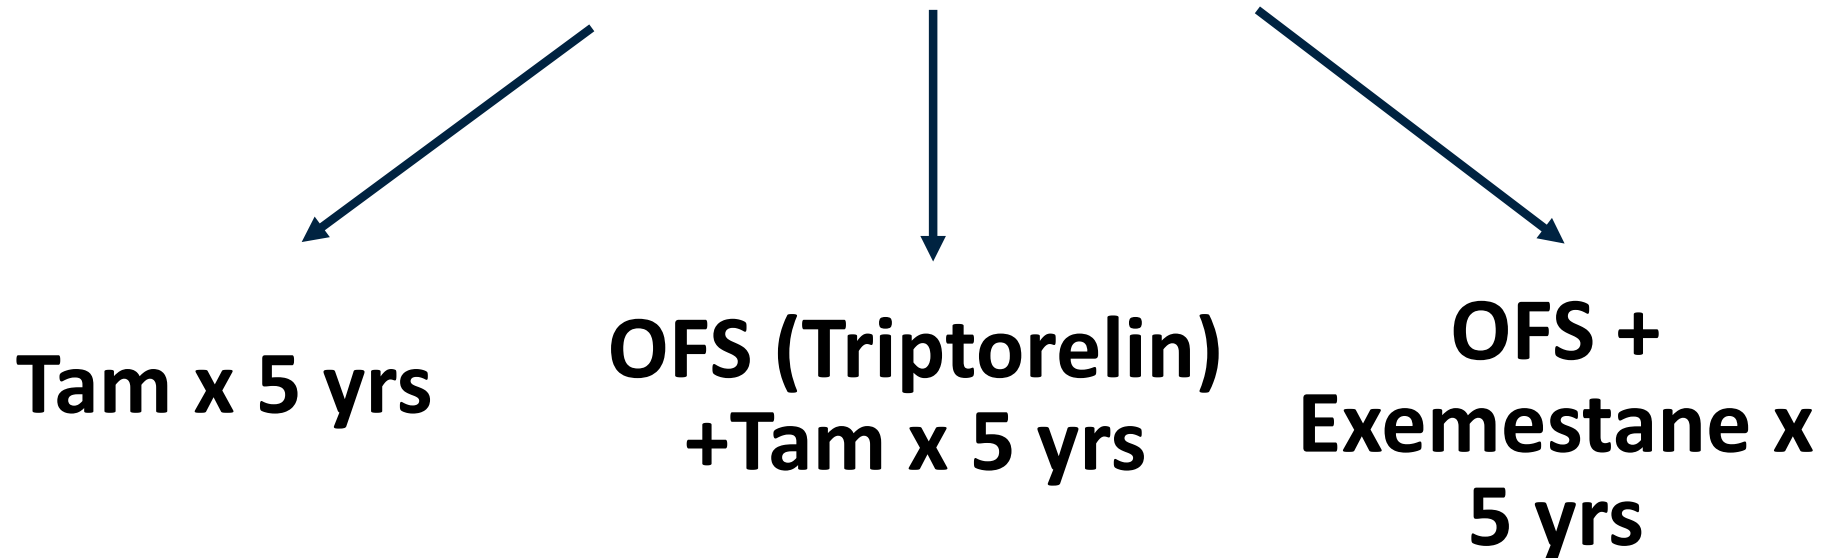 Tam x 5 yrs
OFS (Triptorelin)
+Tam x 5 yrs
OFS +
Exemestane x
5 yrs